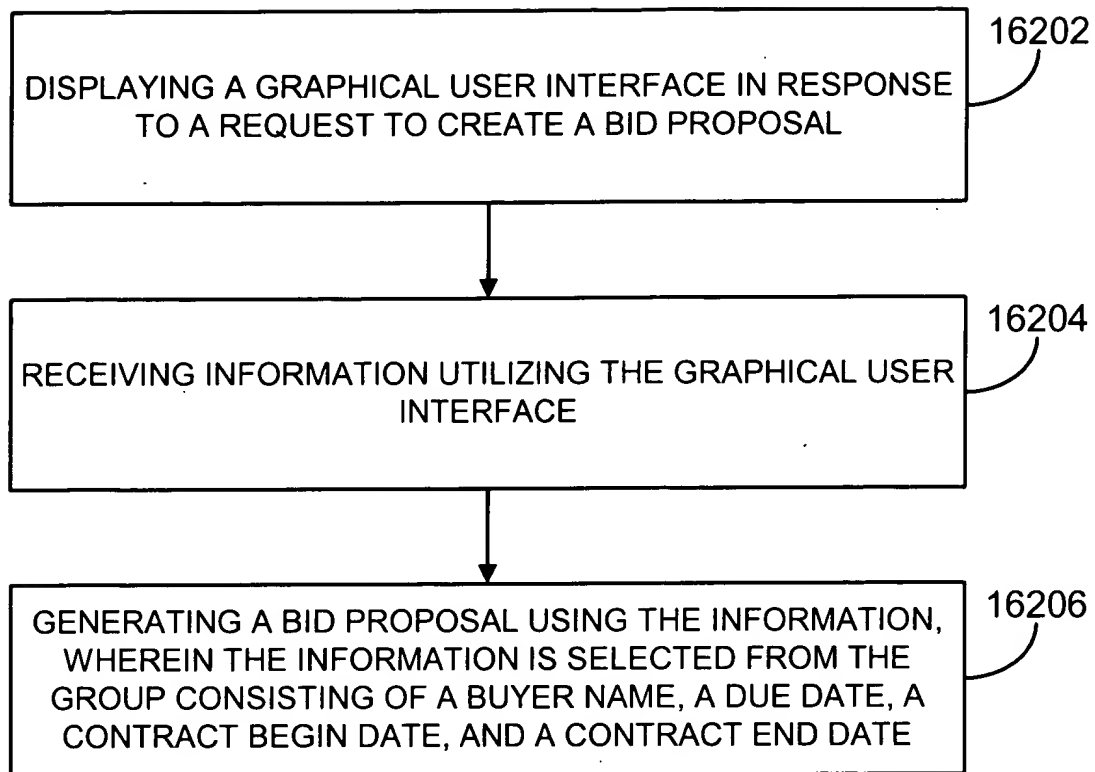 16202
DISPLAYING A GRAPHICAL USER INTERFACE IN RESPONSE
TO A REQUEST TO CREATE A BID PROPOSAL
16204
RECEIVING INFORMATION UTILIZING THE GRAPHICAL USER
INTERFACE
16206
GENERATING A BID PROPOSAL USING THE INFORMATION,
WHEREIN THE INFORMATION IS SELECTED FROM THE
GROUP CONSISTING OF A BUYER NAME, A DUE DATE, A
CONTRACT BEGIN DATE, AND A CONTRACT END DATE